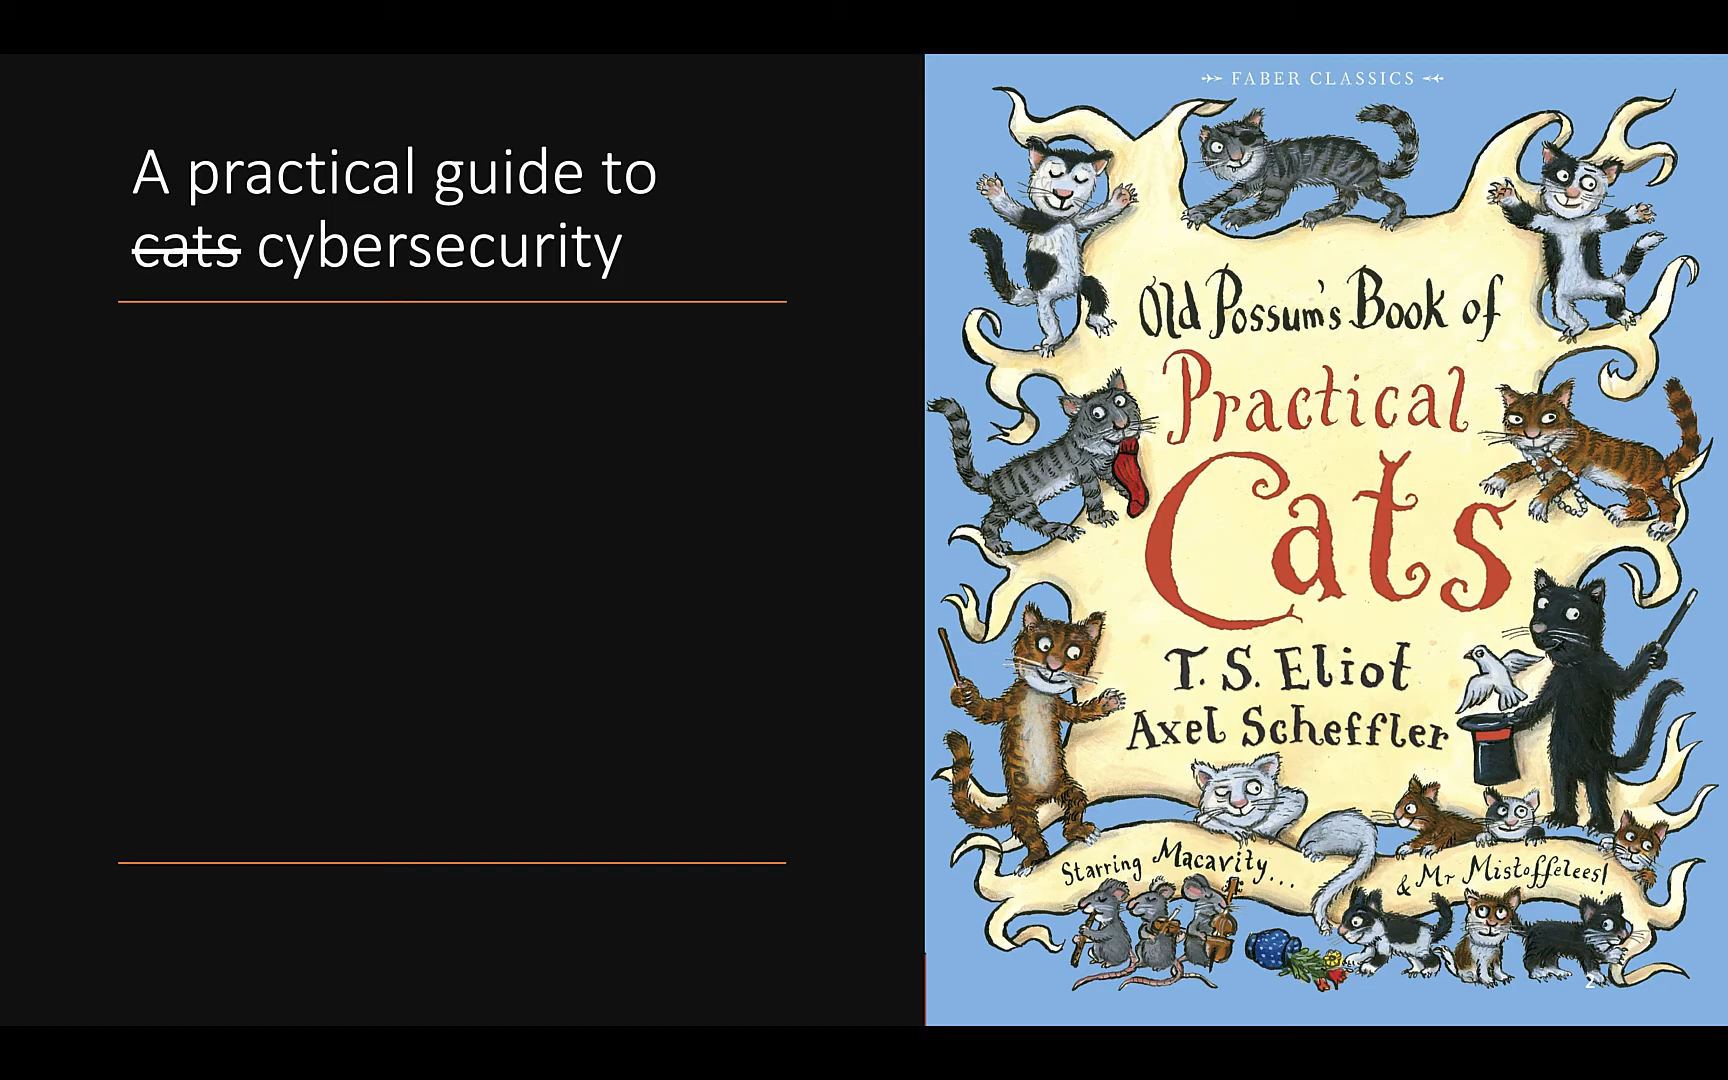 A practical guide to
cats cybersecurity
FABER CLASSICS
Old Possum's Book of
Practical
Cats
T. S. Eliot
Axel Scheffler
Starring Macavity...
& Mr Mistoffelees!
2